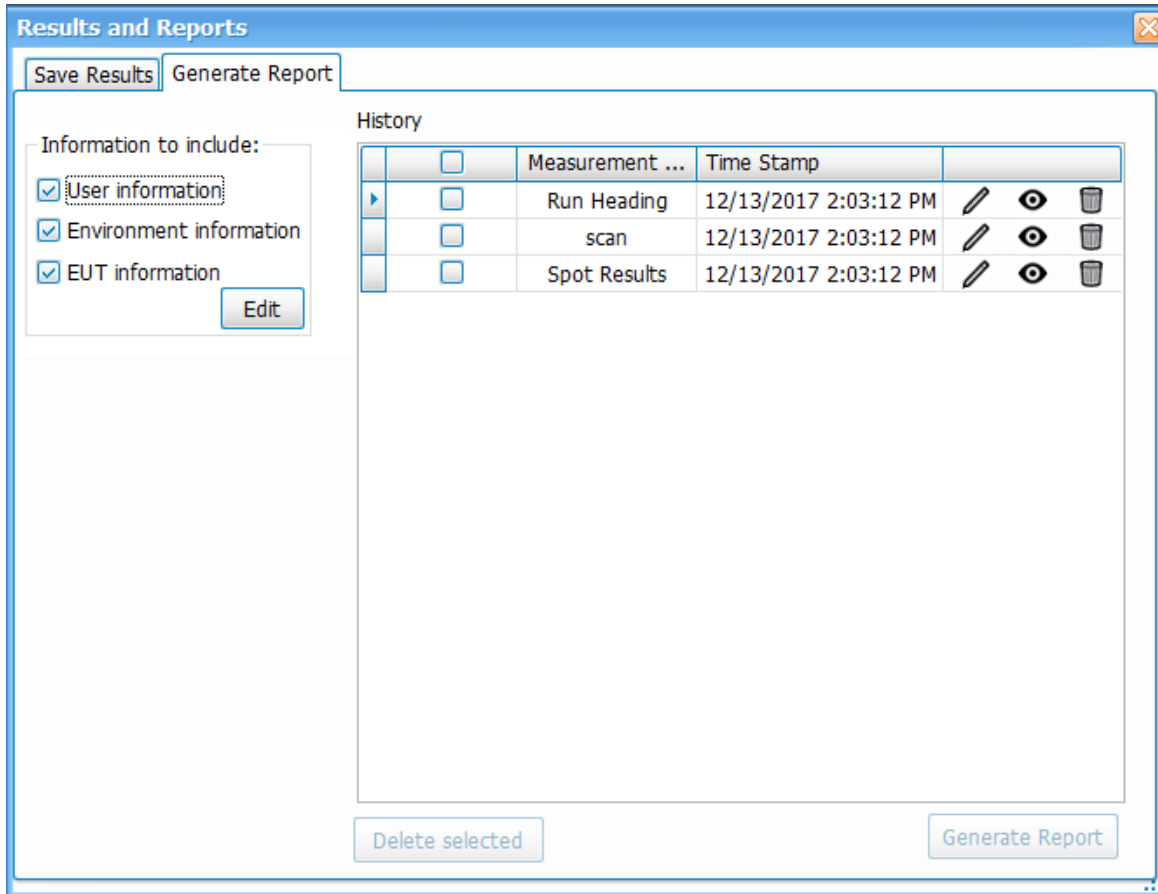 Results and Reports
Save Results Generate Report
History
Information to include:
Measurement ... Time Stamp
User information
Run Heading 12/13/2017 2:03:12 PM
Environment information
scan 12/13/2017 2:03:12 PM
EUT information
Spot Results 12/13/2017 2:03:12 PM
Edit
Delete selected
Generate Report